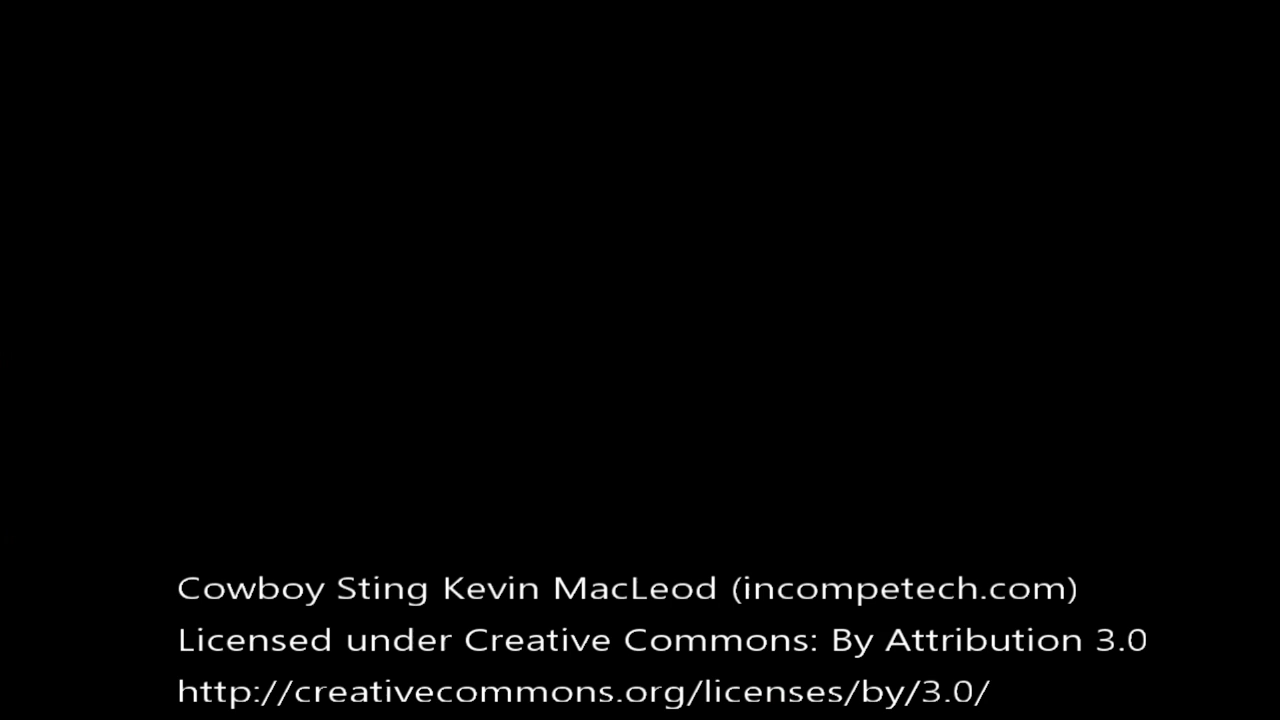 Cowboy Sting Kevin MacLeod (incompetech.com)
Licensed under Creative Commons: By Attribution 3.0
http://creativecommons.org/licenses/by/3.0/